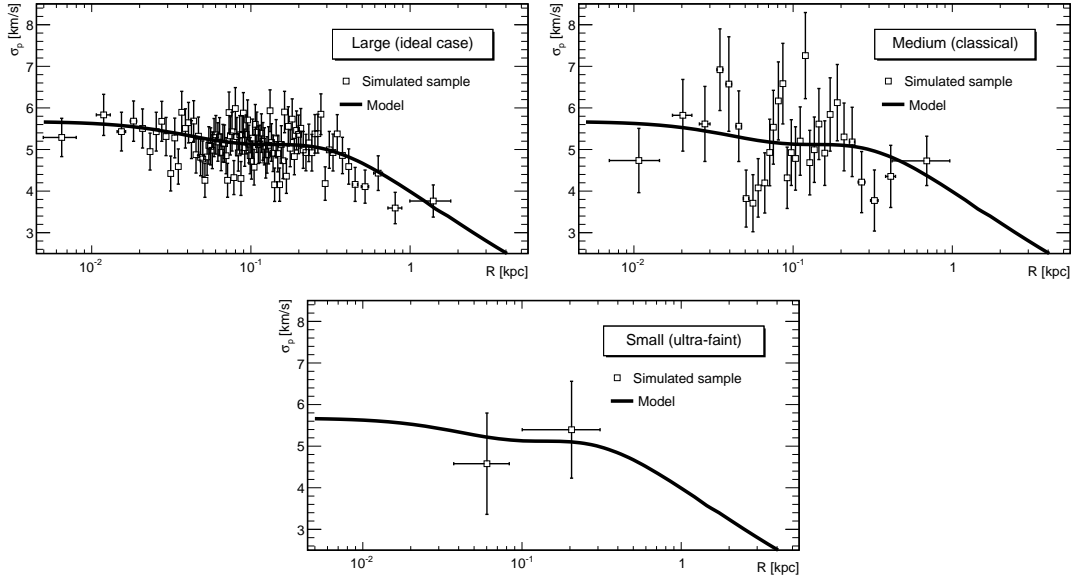 σp [km/s]
8
7
6
5
4
3
Large (ideal case)
Simulated sample
Model
10-2
10-1
1
R [kpc]
σp [km/s]
8
7
6
5
4
3
Medium (classical)
Simulated sample
Model
10-2
10-1
1
R [kpc]
σp [km/s]
8
7
6
5
4
3
Small (ultra-faint)
Simulated sample
Model
10-2
10-1
1
R [kpc]